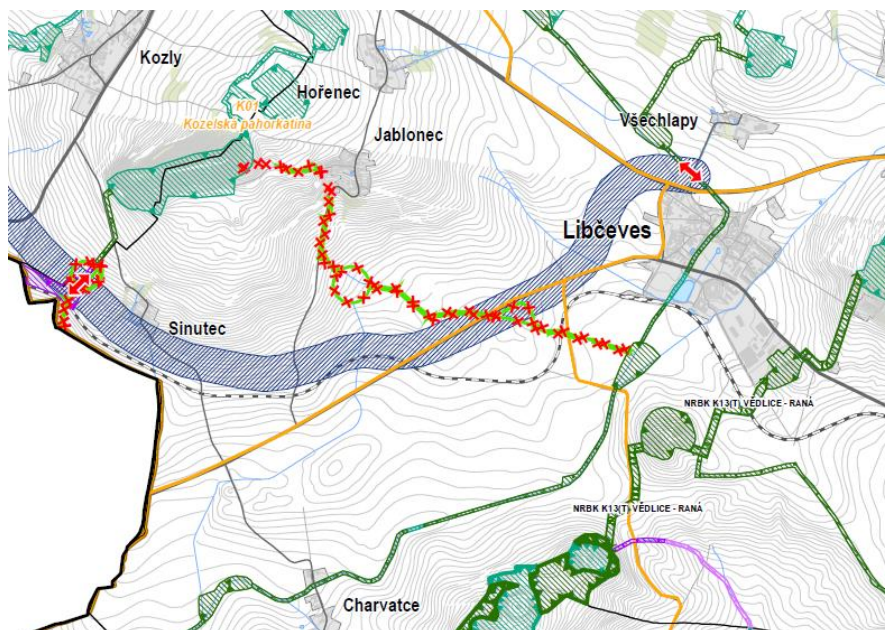 Kozly
Hořenec
K01
Kozelská pahorkatina
Jablonec
Všechlapy
Libčeves
Sinutec
NRBK K13(T) VĚDLICE - RANÁ
NRBK K13(T) VĚDLICE - RANÁ
Charvatce